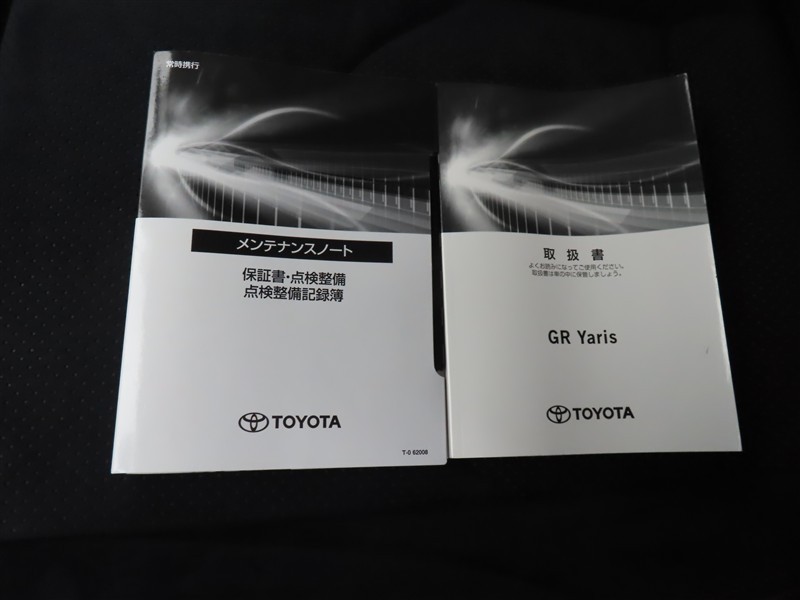 常時携行
メンテナンスノート
保証書・点検整備
点検整備記録簿
TOYOTA
T-0 62008
取扱書
よくお読みになってご使用ください。
取扱書は車の中に保管しましょう。
GR Yaris
TOYOTA